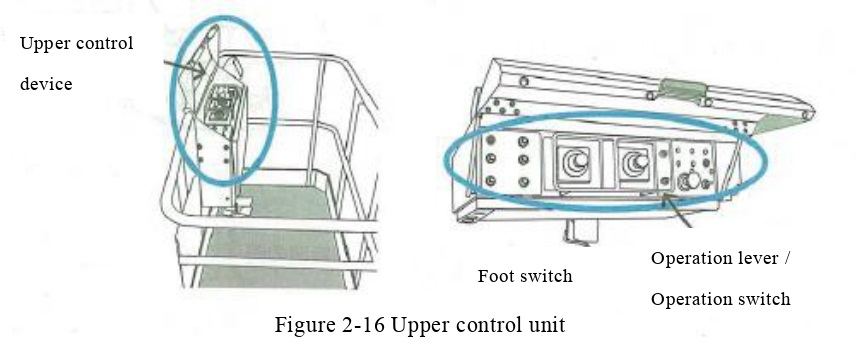 Upper control
device
Foot switch
Operation lever /
Operation switch
Figure 2-16 Upper control unit